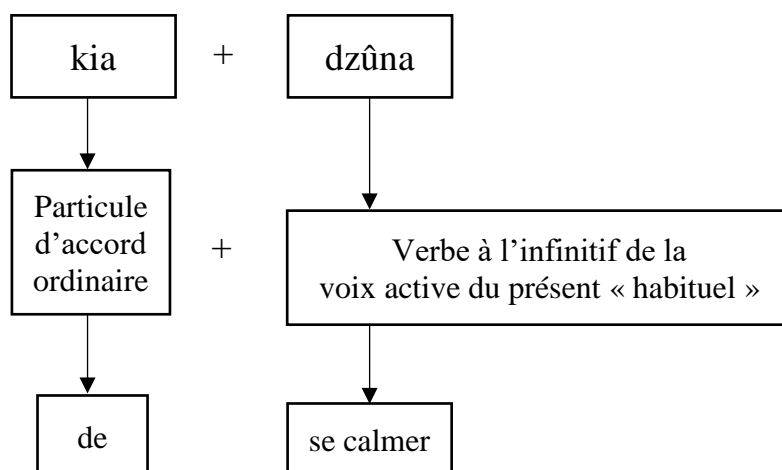 kia + dzûna
Particule
d’accord
ordinaire
+
Verbe à l’infinitif de la
voix active du présent « habituel »
de
se calmer